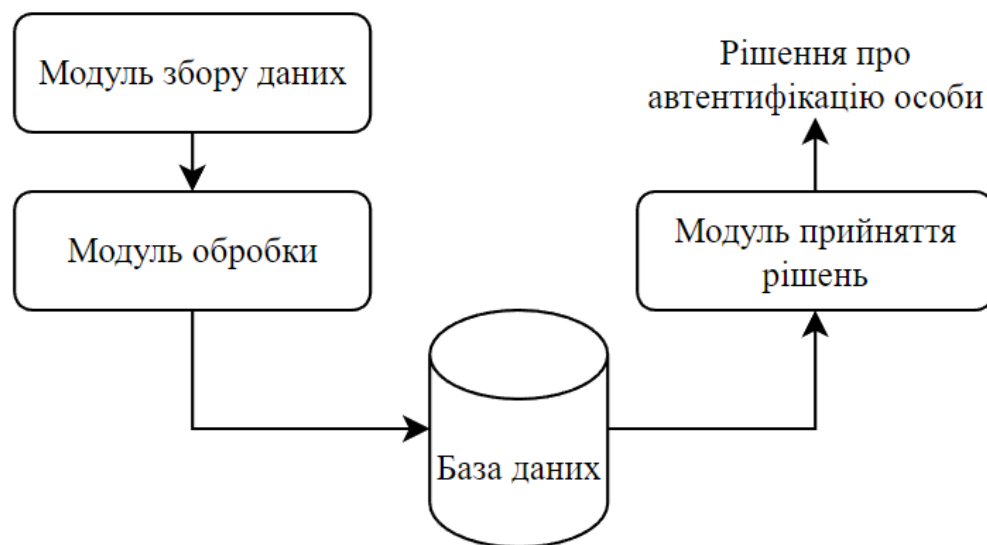 Модуль збору даних
Модуль обробки
База даних
Модуль прийняття
рішень
Рішення про
автентифікацію особи